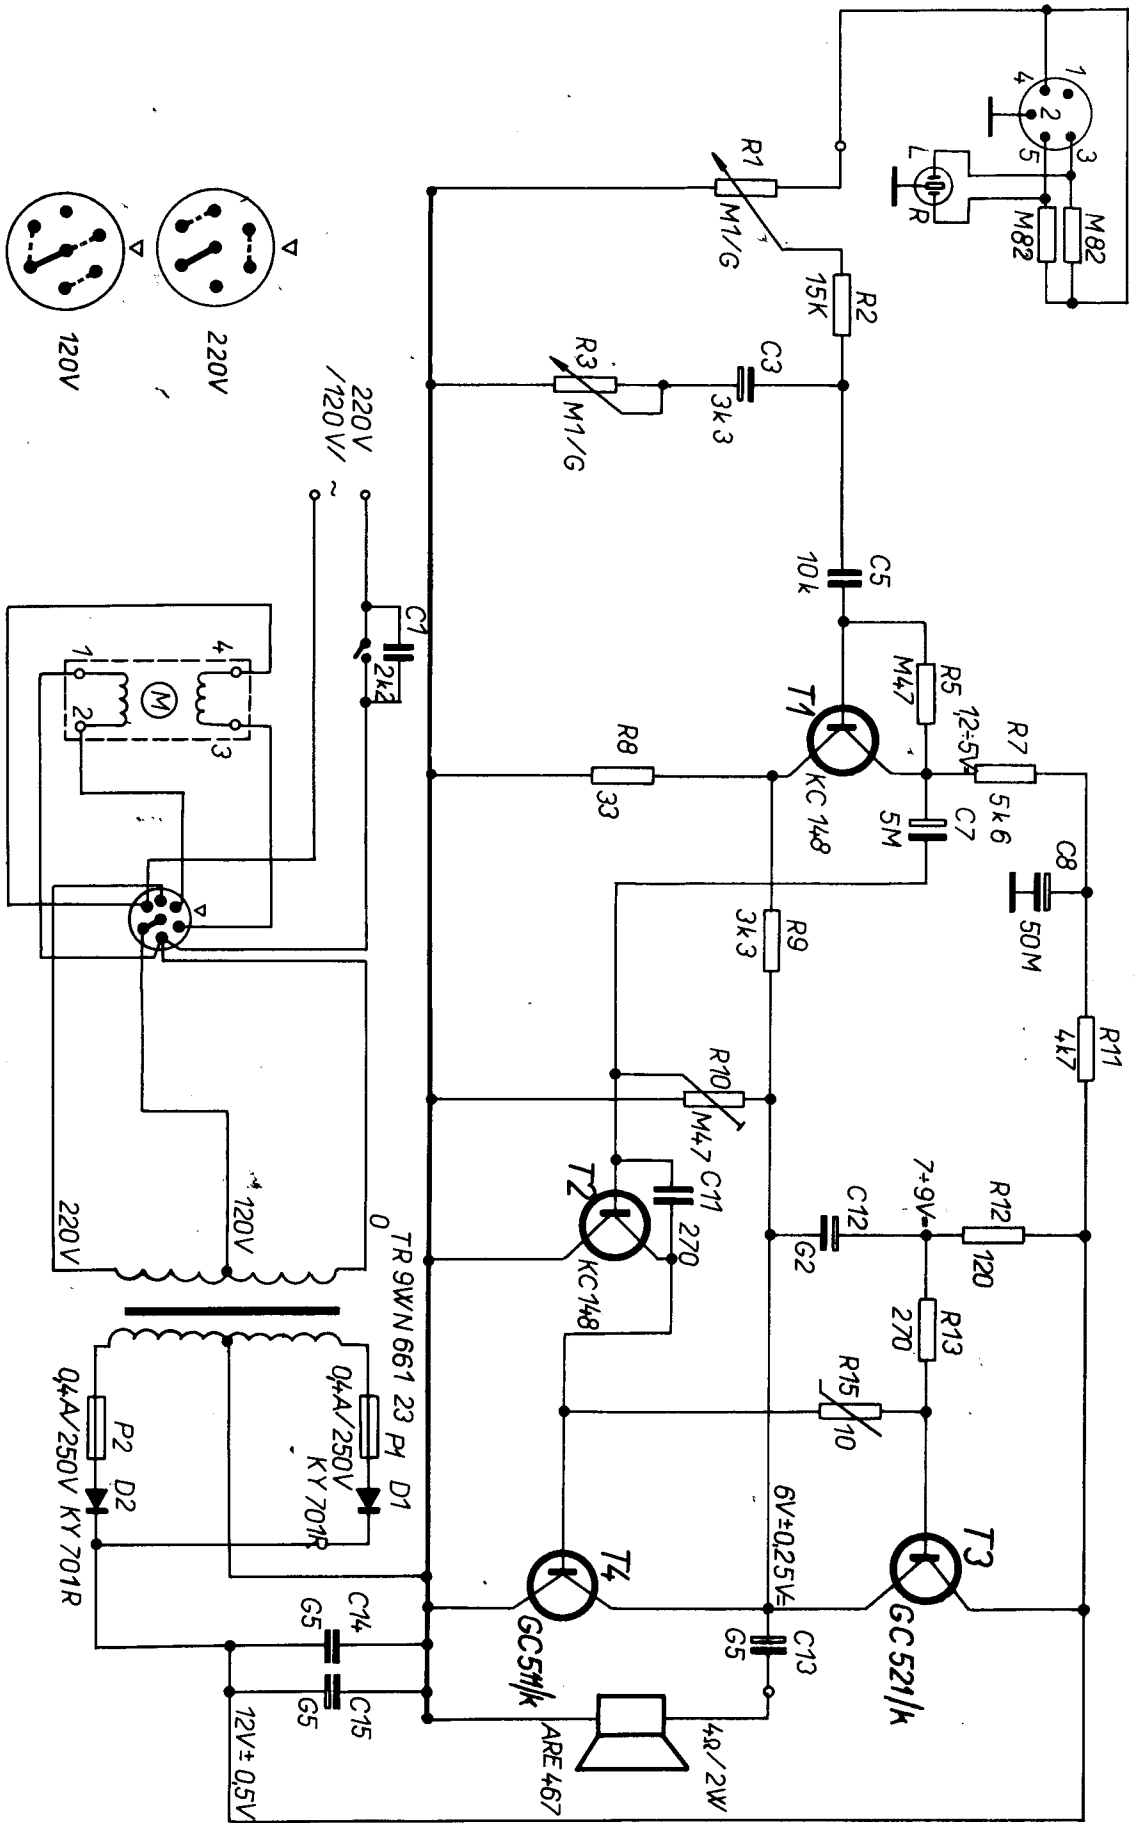 1
3
4
2
5
L
R
M82
M82
R1
M1/G
R2
15K
C3
3k3
R3
M1/G
C5
10k
R5
M47
T1
KC 148
1,2÷5V=
R7
5k6
C7
5M
C8
50M
R8
33
R9
3k3
R10
M47
R11
4k7
C11
270
T2
KC148
C12
G2
7÷9V=
R12
120
R13
270
R15
10
T3
GC 521/k
T4
6V±0,25V=
C13
G5
4Ω/2W
ARE 467
220V
120V
220V
/120V/
~
C1
2k2
4
3
1
2
M
0
120V
220V
TR 9WN 661 23
P1
D1
0,4A/250V
KY 701R
P2
D2
0,4A/250V KY 701R
C14
G5
C15
G5
12V±0,5V